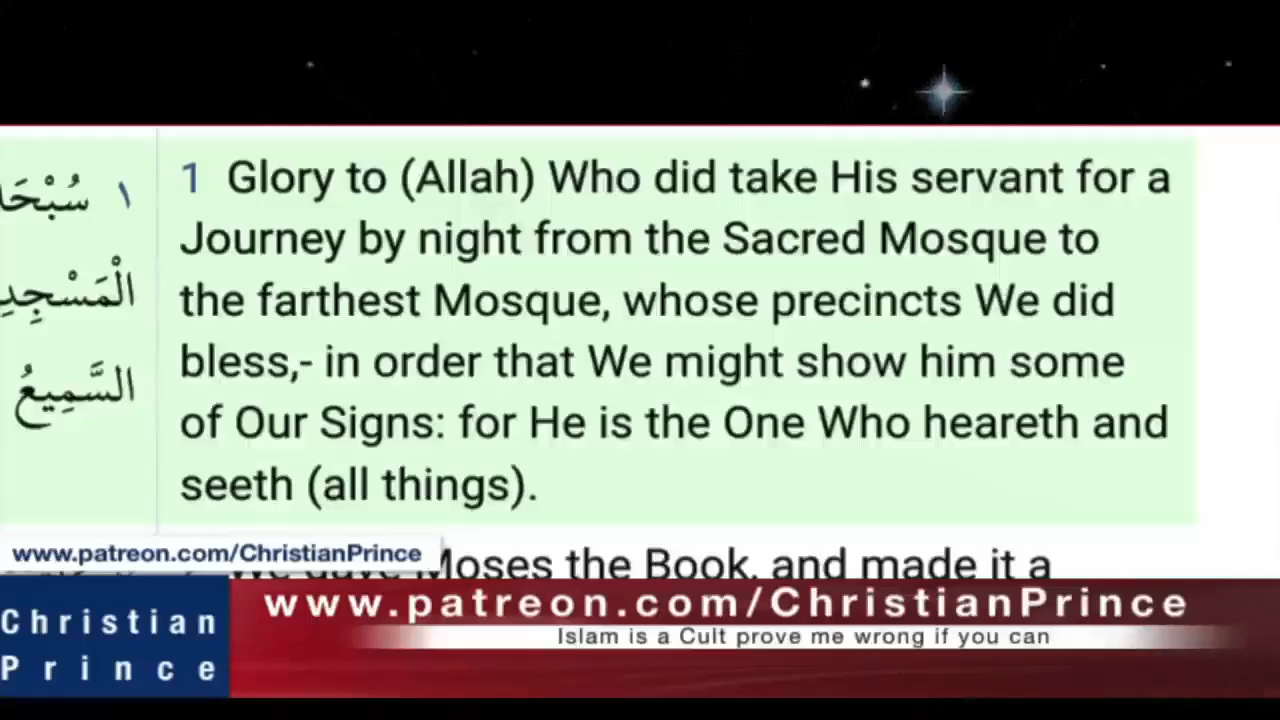 ١ سُبْحَا
الْمَسْجِدِ
السَّمِيعُ
1 Glory to (Allah) Who did take His servant for a
Journey by night from the Sacred Mosque to
the farthest Mosque, whose precincts We did
bless,- in order that We might show him some
of Our Signs: for He is the One Who heareth and
seeth (all things).
www.patreon.com/ChristianPrince
We gave Moses the Book, and made it a
Christian
Prince
www.patreon.com/ChristianPrince
Islam is a Cult prove me wrong if you can